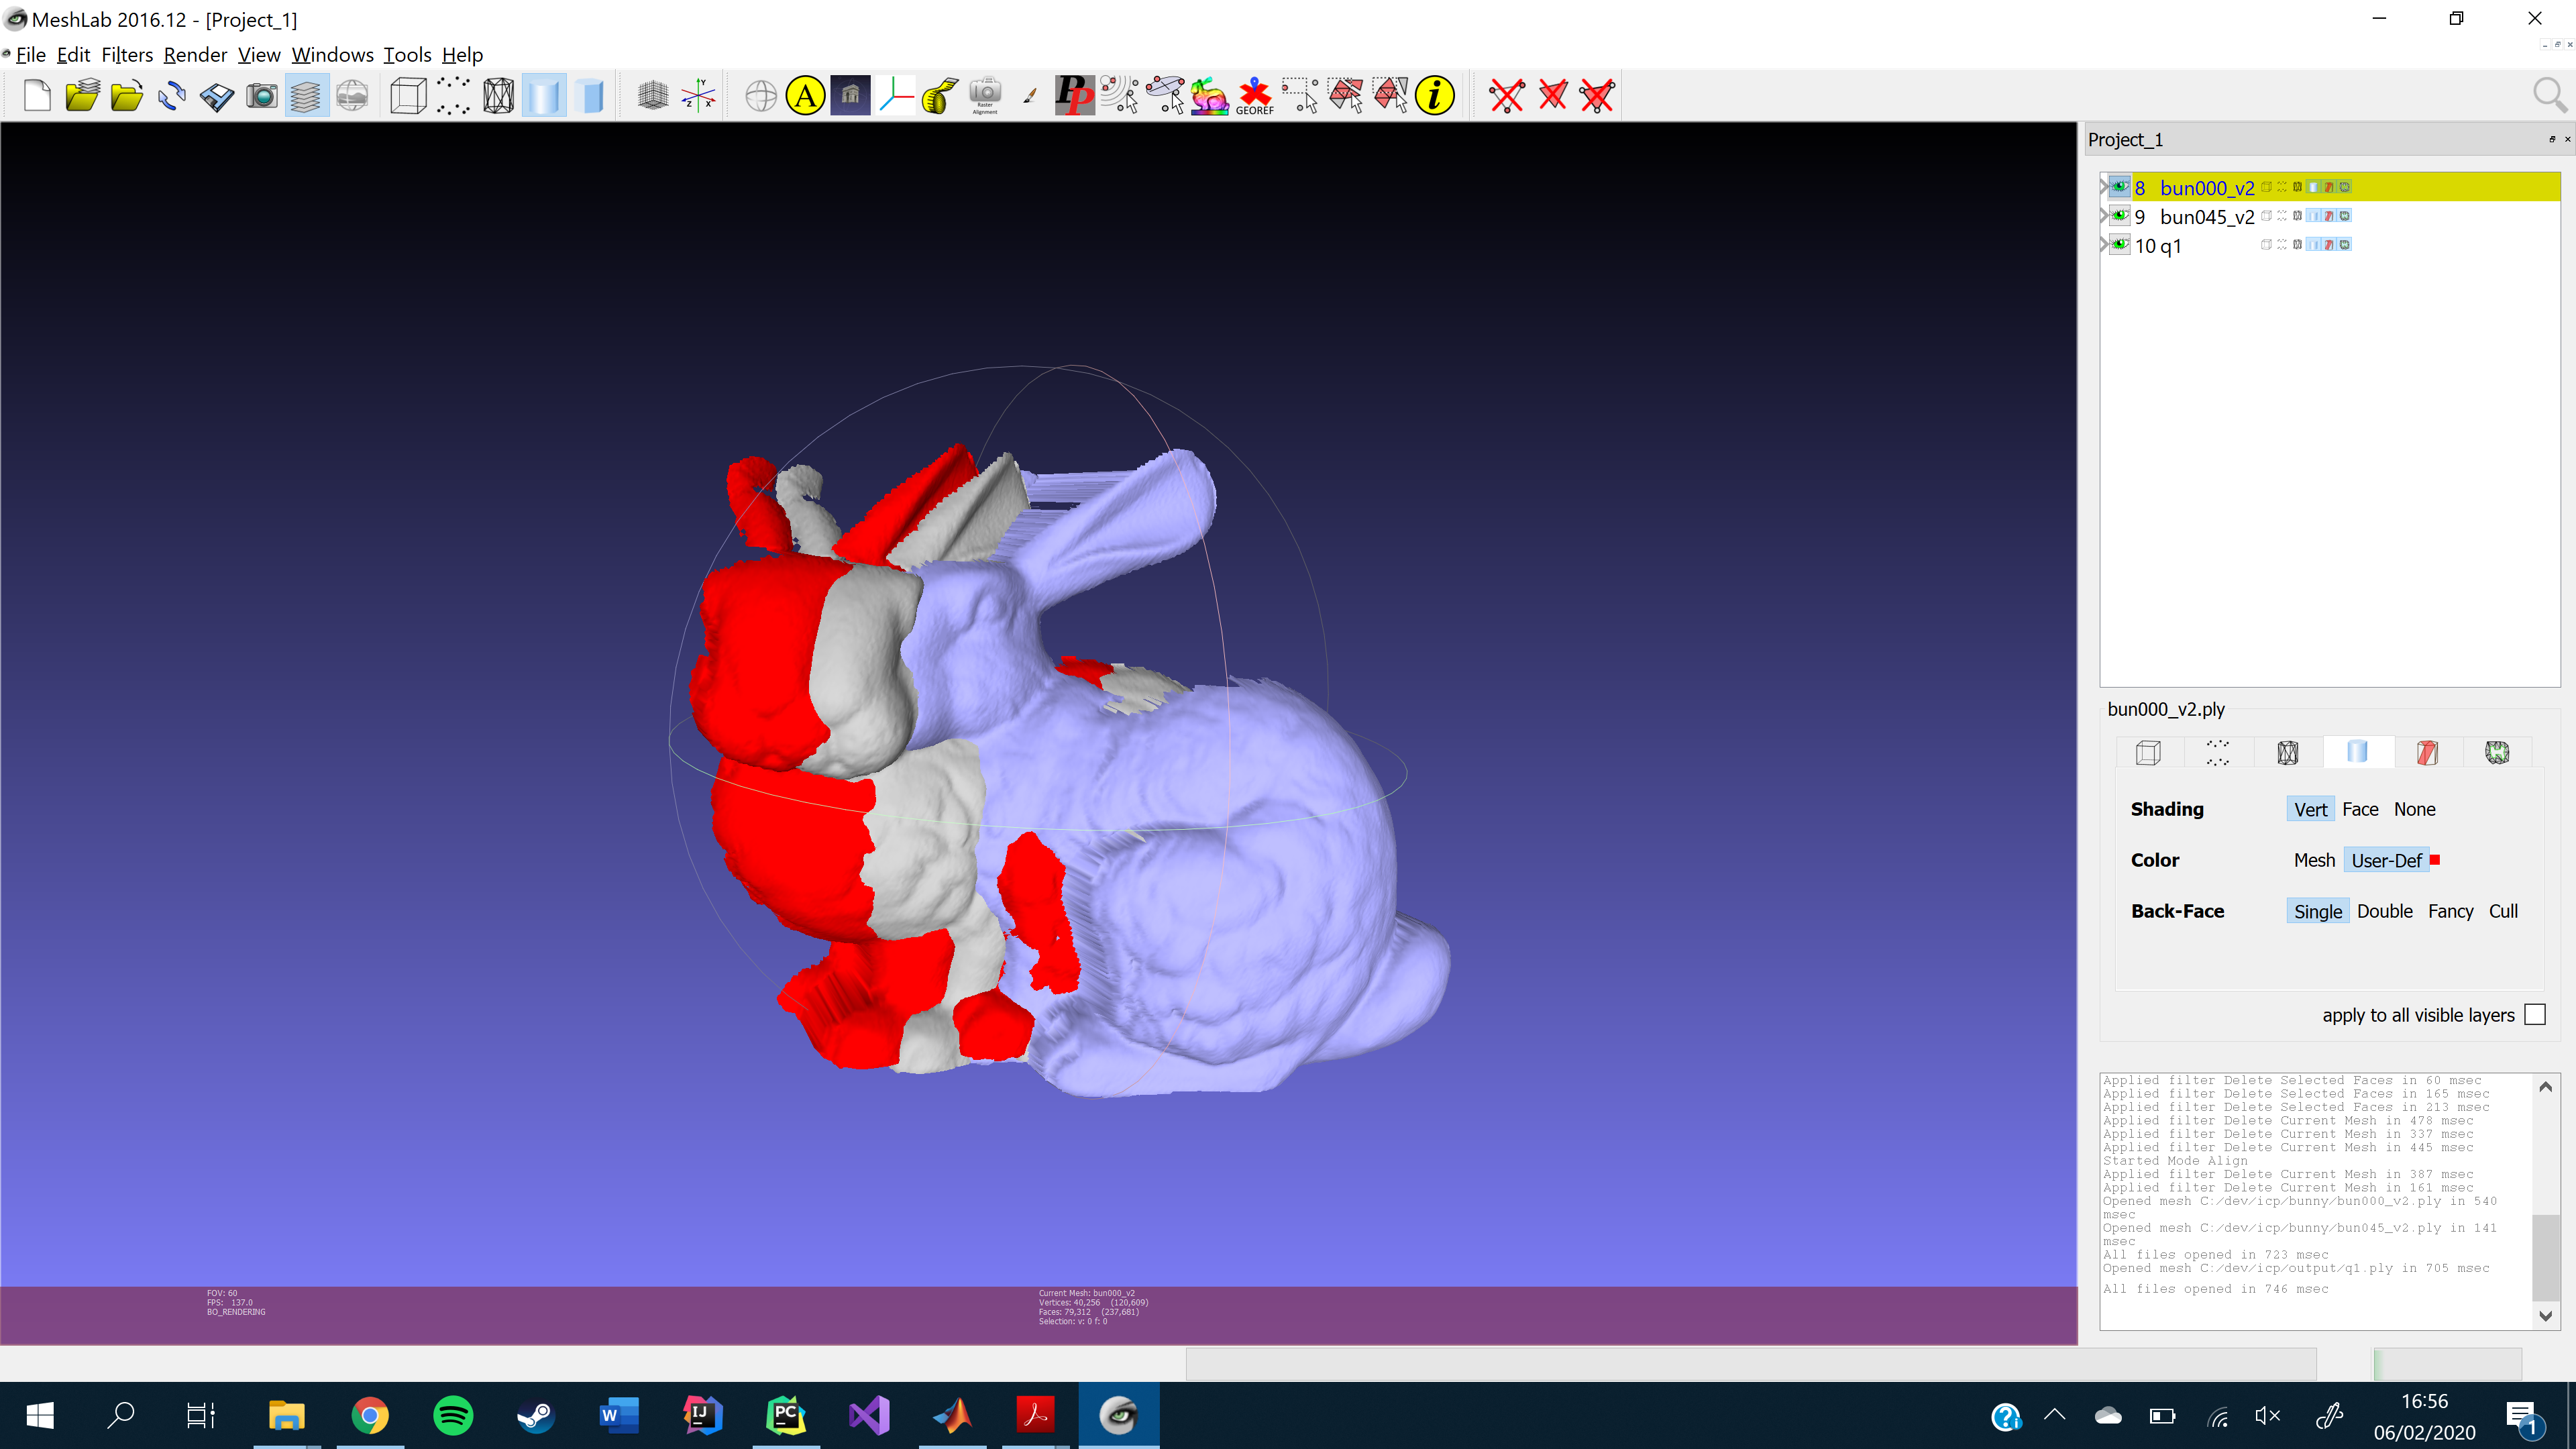 MeshLab 2016.12 - [Project_1]
File Edit Filters Render View Windows Tools Help
A
Raster
Alignment
PP
GEOREF
i
Y
Z X
Project_1
8 bun000_v2
9 bun045_v2
10 q1
bun000_v2.ply
Shading Vert Face None
Color Mesh User-Def
Back-Face Single Double Fancy Cull
apply to all visible layers
Applied filter Delete Selected Faces in 60 msec
Applied filter Delete Selected Faces in 165 msec
Applied filter Delete Selected Faces in 213 msec
Applied filter Delete Current Mesh in 478 msec
Applied filter Delete Current Mesh in 337 msec
Applied filter Delete Current Mesh in 445 msec
Started Mode Align
Applied filter Delete Current Mesh in 387 msec
Applied filter Delete Current Mesh in 161 msec
Opened mesh C:/dev/icp/bunny/bun000_v2.ply in 540
msec
Opened mesh C:/dev/icp/bunny/bun045_v2.ply in 141
msec
All files opened in 723 msec
Opened mesh C:/dev/icp/output/q1.ply in 705 msec
All files opened in 746 msec
FOV: 60
FPS: 137.0
BO_RENDERING
Current Mesh: bun000_v2
Vertices: 40,256 (120,609)
Faces: 79,312 (237,681)
Selection: v: 0 f: 0
W
IJ
PC
16:56
06/02/2020
1